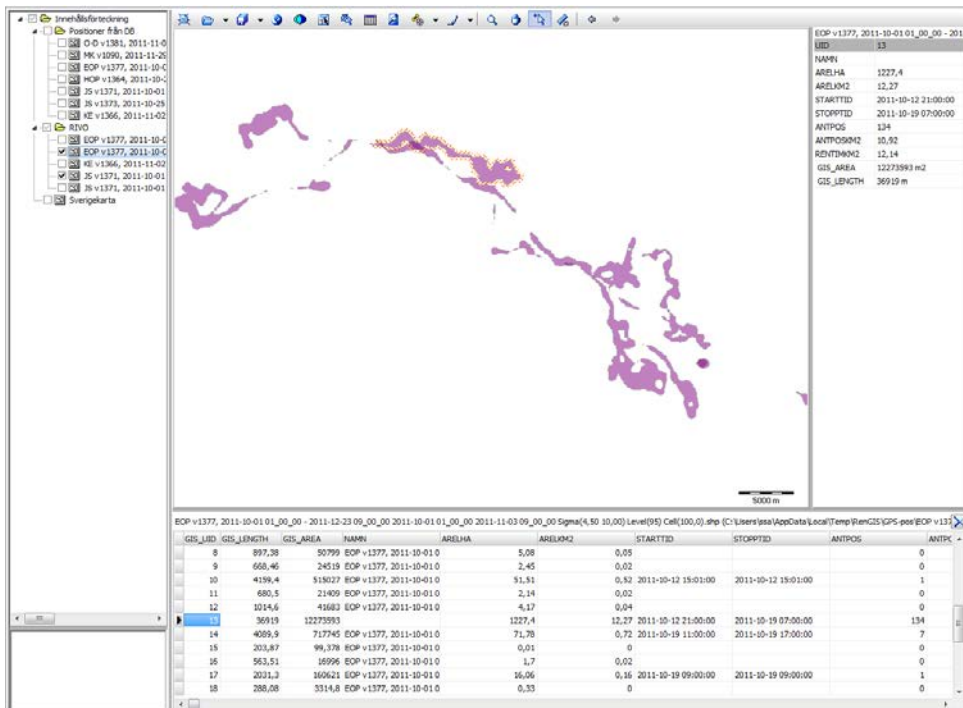 Innehållsförteckning
Positioner från DB
O-D v1381, 2011-11-0
MK v1090, 2011-11-29
EOP v1377, 2011-10-0
HOP v1364, 2011-10-2
JS v1371, 2011-10-01
JS v1373, 2011-10-25
KE v1366, 2011-11-02
RIVO
EOP v1377, 2011-10-0
EOP v1377, 2011-10-0
KE v1366, 2011-11-02
JS v1371, 2011-10-01
JS v1371, 2011-10-01
Sverigekarta
5000 m
EOP v1377, 2011-10-01 01_00_00 - 201
UID 13
NAMN
ARELHA 1227,4
ARELKM2 12,27
STARTTID 2011-10-12 21:00:00
STOPPTID 2011-10-19 07:00:00
ANTPOS 134
ANTPOSKM2 10,92
RENTIMKM2 12,14
GIS_AREA 12273593 m2
GIS_LENGTH 36919 m
EOP v1377, 2011-10-01 01_00_00 - 2011-12-23 09_00_00 2011-10-01 01_00_00 2011-11-03 09_00_00 Sigma(4,50 10,00) Level(95) Cell(100,0).shp (C:\Users\ssa\AppData\Local\Temp\RenGIS\GPS-pos\EOP v137
GIS_UID GIS_LENGTH GIS_AREA NAMN ARELHA ARELKM2 STARTTID STOPPTID ANTPOS ANTPC
8 897,38 50799 EOP v1377, 2011-10-01 0 5,08 0,05 0
9 668,46 24519 EOP v1377, 2011-10-01 0 2,45 0,02 0
10 4159,4 515027 EOP v1377, 2011-10-01 0 51,51 0,52 2011-10-12 15:01:00 2011-10-12 15:01:00 1
11 680,5 21409 EOP v1377, 2011-10-01 0 2,14 0,02 0
12 1014,6 41683 EOP v1377, 2011-10-01 0 4,17 0,04 0
13 36919 12273593 1227,4 12,27 2011-10-12 21:00:00 2011-10-19 07:00:00 134
14 4089,9 717745 EOP v1377, 2011-10-01 0 71,78 0,72 2011-10-19 11:00:00 2011-10-19 17:00:00 7
15 203,87 99,378 EOP v1377, 2011-10-01 0 0,01 0 0
16 563,51 16996 EOP v1377, 2011-10-01 0 1,7 0,02 0
17 2031,3 160621 EOP v1377, 2011-10-01 0 16,06 0,16 2011-10-19 09:00:00 2011-10-19 09:00:00 1
18 288,08 3314,8 EOP v1377, 2011-10-01 0 0,33 0 0